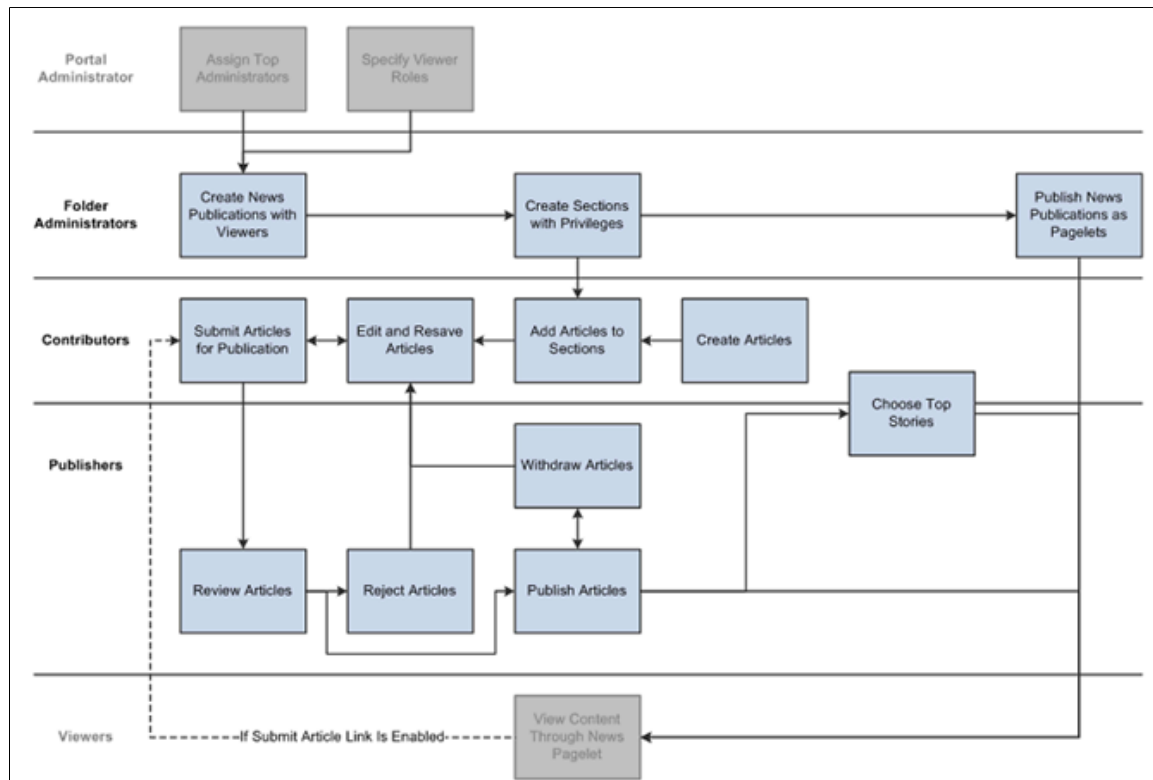 Portal
Administrator
Assign Top
Administrators
Specify Viewer
Roles
Folder
Administrators
Create News
Publications with
Viewers
Create Sections
with Privileges
Publish News
Publications as
Pagelets
Contributors
Submit Articles
for Publication
Edit and Resave
Articles
Add Articles to
Sections
Create Articles
Choose Top
Stories
Publishers
Withdraw Articles
Review Articles
Reject Articles
Publish Articles
Viewers
If Submit Article Link Is Enabled
View Content
Through News
Pagelet